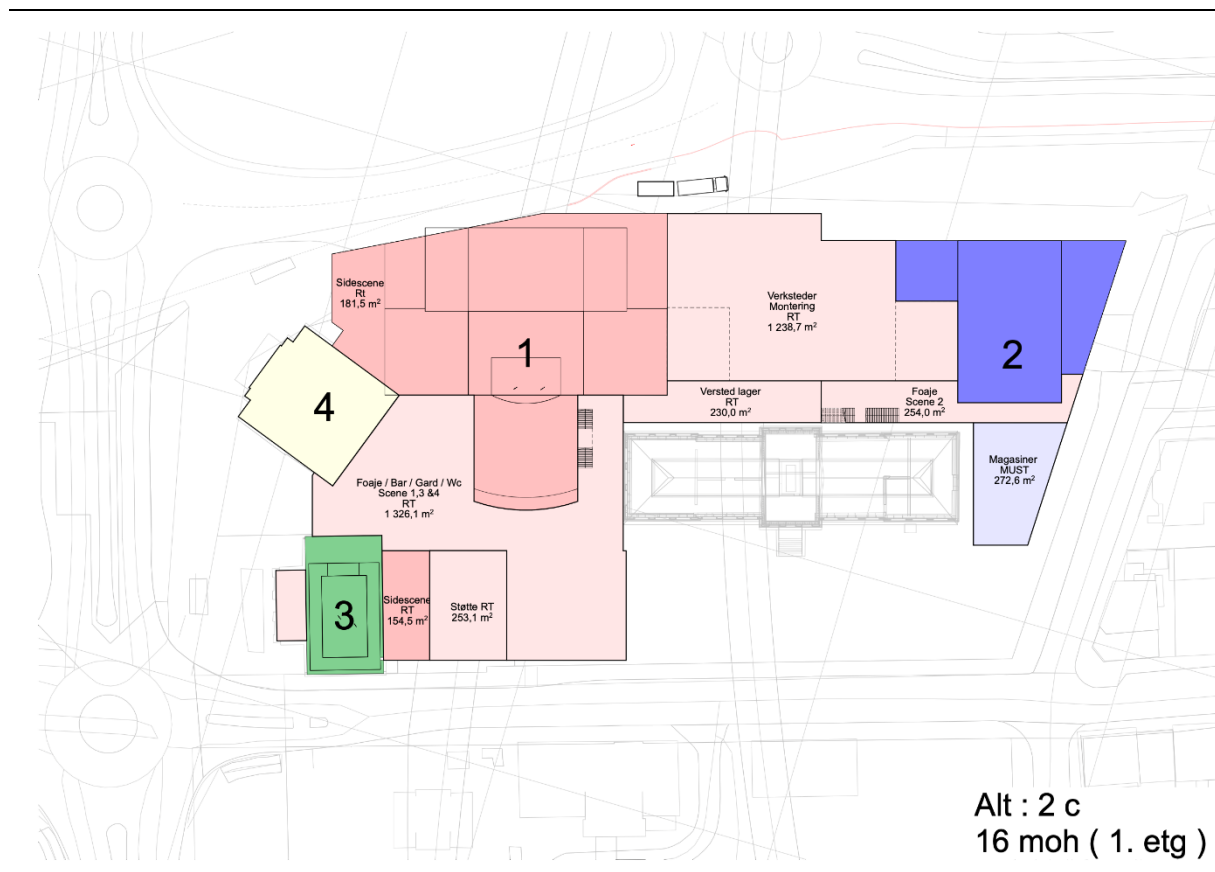 Sidescene
Rt
181,5 m²
1
Verksteder
Montering
RT
1 238,7 m²
2
4
Versted lager
RT
230,0 m²
Foaje
Scene 2
254,0 m²
Foaje / Bar / Gard / Wc
Scene 1,3 &4
RT
1 326,1 m²
Magasiner
MUST
272,6 m²
3
Sidescene
RT
154,5 m²
Støtte RT
253,1 m²
Alt : 2 c
16 moh ( 1. etg )